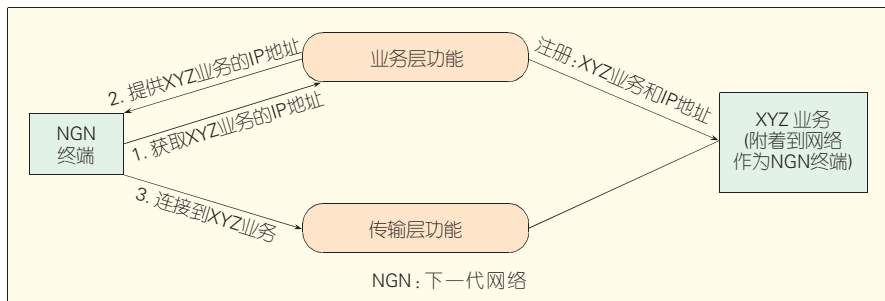 业务层功能
2. 提供XYZ业务的IP地址
1. 获取XYZ业务的IP地址
注册:XYZ业务和IP地址
NGN
终端
XYZ 业务
(附着到网络
作为NGN终端)
3. 连接到XYZ业务
传输层功能
NGN:下一代网络